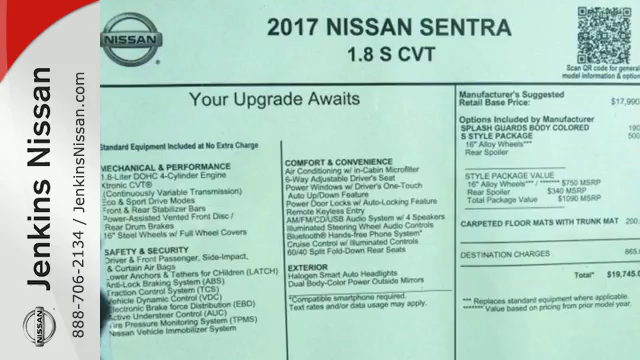 Jenkins Nissan
888-706-2134 / JenkinsNissan.com
NISSAN
2017 NISSAN SENTRA
1.8 S CVT
Scan QR code for general
model information & option
Your Upgrade Awaits
Standard Equipment Included at No Extra Charge
MECHANICAL & PERFORMANCE
1.8-Liter DOHC 4-Cylinder Engine
Xtronic CVT®
(Continuously Variable Transmission)
Eco & Sport Drive Modes
Front & Rear Stabilizer Bars
Power-Assisted Vented Front Disc /
Rear Drum Brakes
16" Steel Wheels w/ Full Wheel Covers
SAFETY & SECURITY
Driver & Front Passenger, Side-Impact,
& Curtain Air Bags
Lower Anchors & Tethers for CHildren (LATCH)
Anti-Lock Braking System (ABS)
Traction Control System (TCS)
Vehicle Dynamic Control (VDC)
Electronic Brake force Distribution (EBD)
Active Understeer Control (AUC)
Tire Pressure Monitoring System (TPMS)
Nissan Vehicle Immobilizer System
COMFORT & CONVENIENCE
Air Conditioning w/ in-Cabin Microfilter
6-Way Adjustable Driver's Seat
Power Windows w/ Driver's One-Touch
Auto Up/Down Feature
Power Door Locks w/ Auto-Locking Feature
Remote Keyless Entry
AM/FM/CD/USB Audio System w/ 4 Speakers
Illuminated Steering Wheel Audio Controls
Bluetooth® Hands-free Phone System*
Cruise Control w/ Illuminated Controls
60/40 Split Fold-Down Rear Seats
EXTERIOR
Halogen Smart Auto Headlights
Dual Body-Color Power Outside Mirrors
*Compatible smartphone required.
Text rates and/or data usage may apply.
Manufacturer's Suggested
Retail Base Price: $17,990
Options Included by Manufacturer
SPLASH GUARDS BODY COLORED 190
S STYLE PACKAGE 500
16" Alloy Wheels***
Rear Spoiler
STYLE PACKAGE VALUE
16" Alloy Wheels*** / ******* $750 MSRP
Rear Spoiler $340 MSRP
Total Package Value $1090 MSRP
CARPETED FLOOR MATS WITH TRUNK MAT 200.
DESTINATION CHARGES 865.
Total* $19,745.0
*** Replaces standard equipment where applicable.
******* Value based on pricing from prior model year.